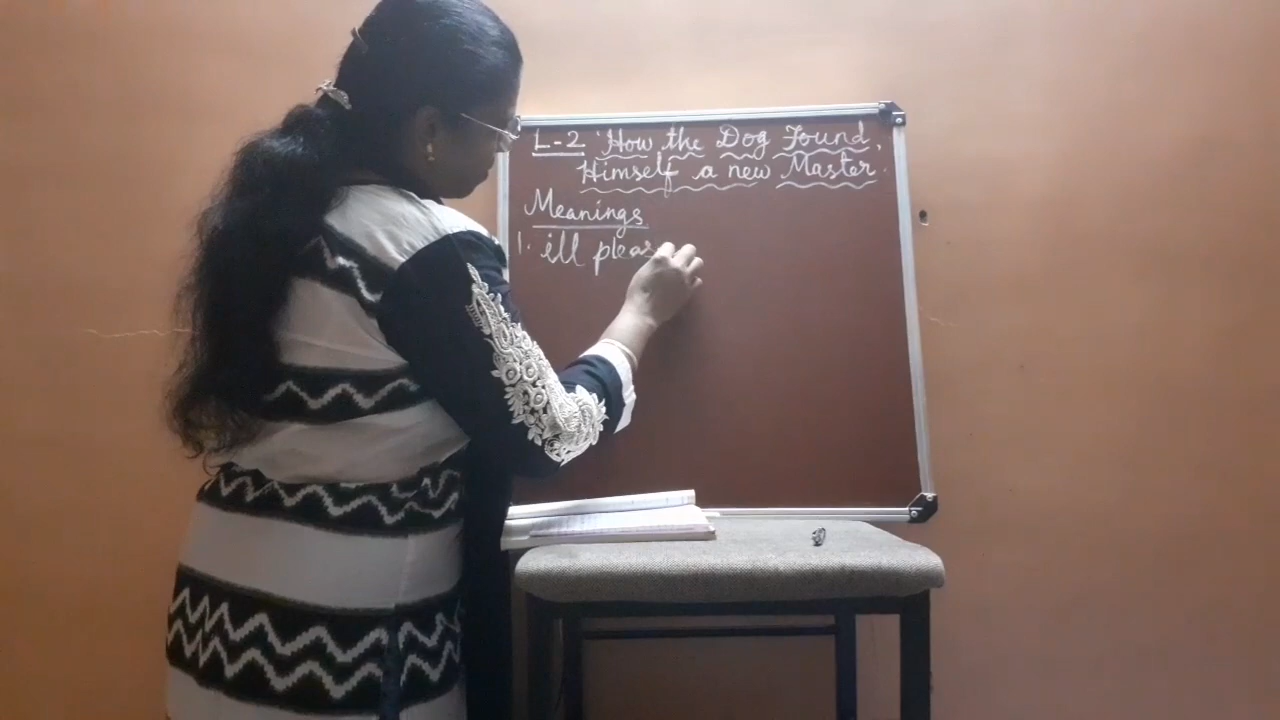 L-2 'How the Dog Found,
Himself a new Master.
Meanings
1. ill pleas